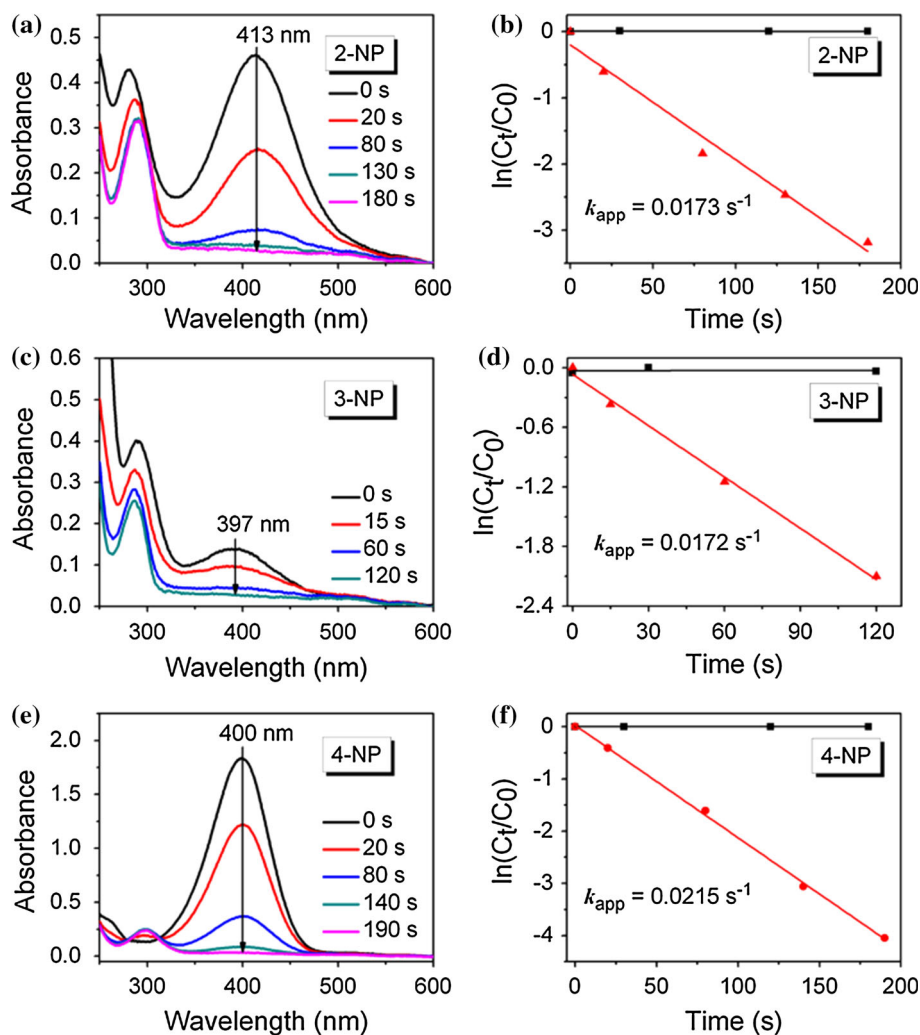 (a)
413 nm
2-NP
0 s
20 s
80 s
130 s
180 s
0.5
0.4
0.3
0.2
0.1
0.0
300
400
500
600
Absorbance
Wavelength (nm)
(b)
2-NP
0
-1
-2
-3
ln(Ct/C0)
kapp = 0.0173 s-1
0
50
100
150
200
Time (s)
(c)
3-NP
397 nm
0 s
15 s
60 s
120 s
0.6
0.5
0.4
0.3
0.2
0.1
0.0
300
400
500
600
Absorbance
Wavelength (nm)
(d)
3-NP
0.0
-0.6
-1.2
-1.8
-2.4
ln(Ct/C0)
kapp = 0.0172 s-1
0
30
60
90
120
Time (s)
(e)
400 nm
4-NP
0 s
20 s
80 s
140 s
190 s
2.0
1.5
1.0
0.5
0.0
300
400
500
600
Absorbance
Wavelength (nm)
(f)
4-NP
0
-1
-2
-3
-4
ln(Ct/C0)
kapp = 0.0215 s-1
0
50
100
150
200
Time (s)